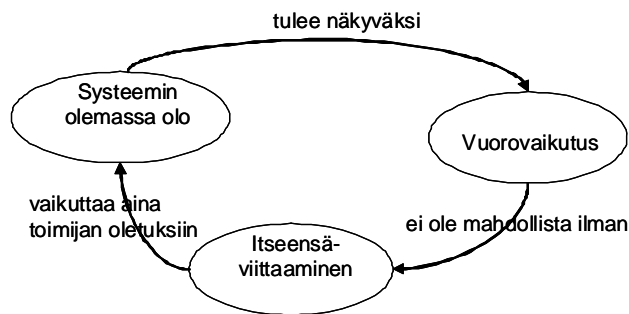 tulee näkyväksi
Systeemin
olemassa olo
Vuorovaikutus
vaikuttaa aina
toimijan oletuksiin
ei ole mahdollista ilman
Itseensä-
viittaaminen